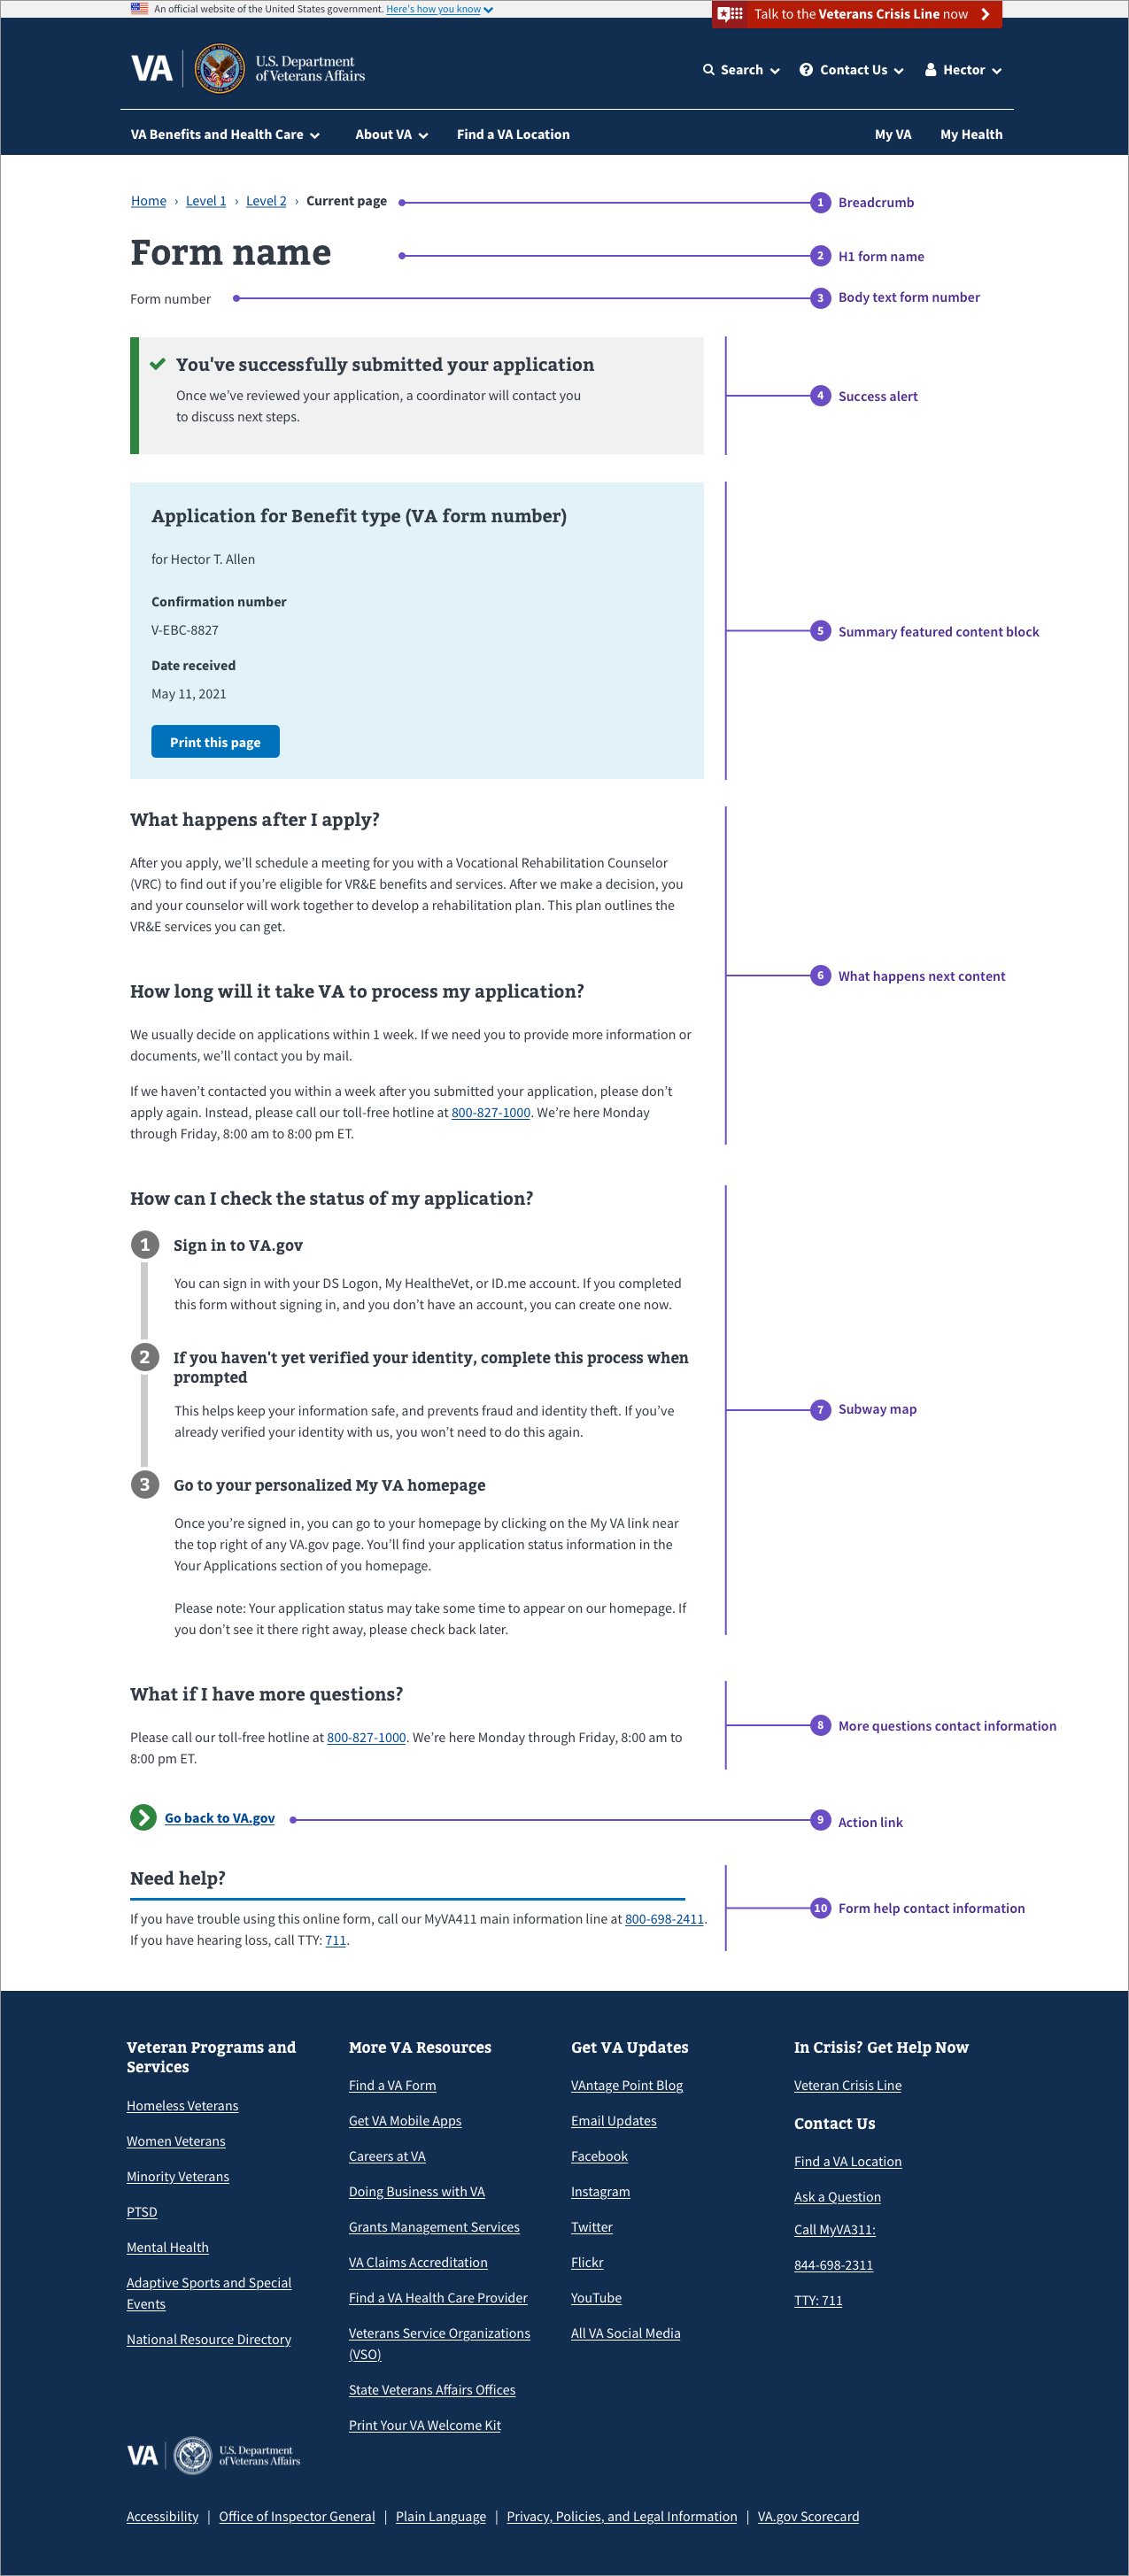 An official website of the United States government. Here's how you know
Talk to the Veterans Crisis Line now
VA
U.S. Department
of Veterans Affairs
Search
Contact Us
Hector
VA Benefits and Health Care
About VA
Find a VA Location
My VA
My Health
Home › Level 1 › Level 2 › Current page
1 Breadcrumb
Form name
2 H1 form name
Form number
3 Body text form number
You've successfully submitted your application
Once we’ve reviewed your application, a coordinator will contact you
to discuss next steps.
4 Success alert
Application for Benefit type (VA form number)
for Hector T. Allen
Confirmation number
V-EBC-8827
Date received
May 11, 2021
Print this page
5 Summary featured content block
What happens after I apply?
After you apply, we’ll schedule a meeting for you with a Vocational Rehabilitation Counselor
(VRC) to find out if you’re eligible for VR&E benefits and services. After we make a decision, you
and your counselor will work together to develop a rehabilitation plan. This plan outlines the
VR&E services you can get.
6 What happens next content
How long will it take VA to process my application?
We usually decide on applications within 1 week. If we need you to provide more information or
documents, we’ll contact you by mail.
If we haven’t contacted you within a week after you submitted your application, please don’t
apply again. Instead, please call our toll-free hotline at 800-827-1000. We’re here Monday
through Friday, 8:00 am to 8:00 pm ET.
How can I check the status of my application?
1 Sign in to VA.gov
You can sign in with your DS Logon, My HealtheVet, or ID.me account. If you completed
this form without signing in, and you don’t have an account, you can create one now.
2 If you haven't yet verified your identity, complete this process when
prompted
This helps keep your information safe, and prevents fraud and identity theft. If you’ve
already verified your identity with us, you won’t need to do this again.
7 Subway map
3 Go to your personalized My VA homepage
Once you’re signed in, you can go to your homepage by clicking on the My VA link near
the top right of any VA.gov page. You’ll find your application status information in the
Your Applications section of you homepage.
Please note: Your application status may take some time to appear on our homepage. If
you don’t see it there right away, please check back later.
What if I have more questions?
Please call our toll-free hotline at 800-827-1000. We’re here Monday through Friday, 8:00 am to
8:00 pm ET.
8 More questions contact information
Go back to VA.gov
9 Action link
Need help?
If you have trouble using this online form, call our MyVA411 main information line at 800-698-2411.
If you have hearing loss, call TTY: 711.
10 Form help contact information
Veteran Programs and
Services
Homeless Veterans
Women Veterans
Minority Veterans
PTSD
Mental Health
Adaptive Sports and Special
Events
National Resource Directory
More VA Resources
Find a VA Form
Get VA Mobile Apps
Careers at VA
Doing Business with VA
Grants Management Services
VA Claims Accreditation
Find a VA Health Care Provider
Veterans Service Organizations
(VSO)
State Veterans Affairs Offices
Print Your VA Welcome Kit
Get VA Updates
VAntage Point Blog
Email Updates
Facebook
Instagram
Twitter
Flickr
YouTube
All VA Social Media
In Crisis? Get Help Now
Veteran Crisis Line
Contact Us
Find a VA Location
Ask a Question
Call MyVA311:
844-698-2311
TTY: 711
VA
U.S. Department
of Veterans Affairs
Accessibility | Office of Inspector General | Plain Language | Privacy, Policies, and Legal Information | VA.gov Scorecard